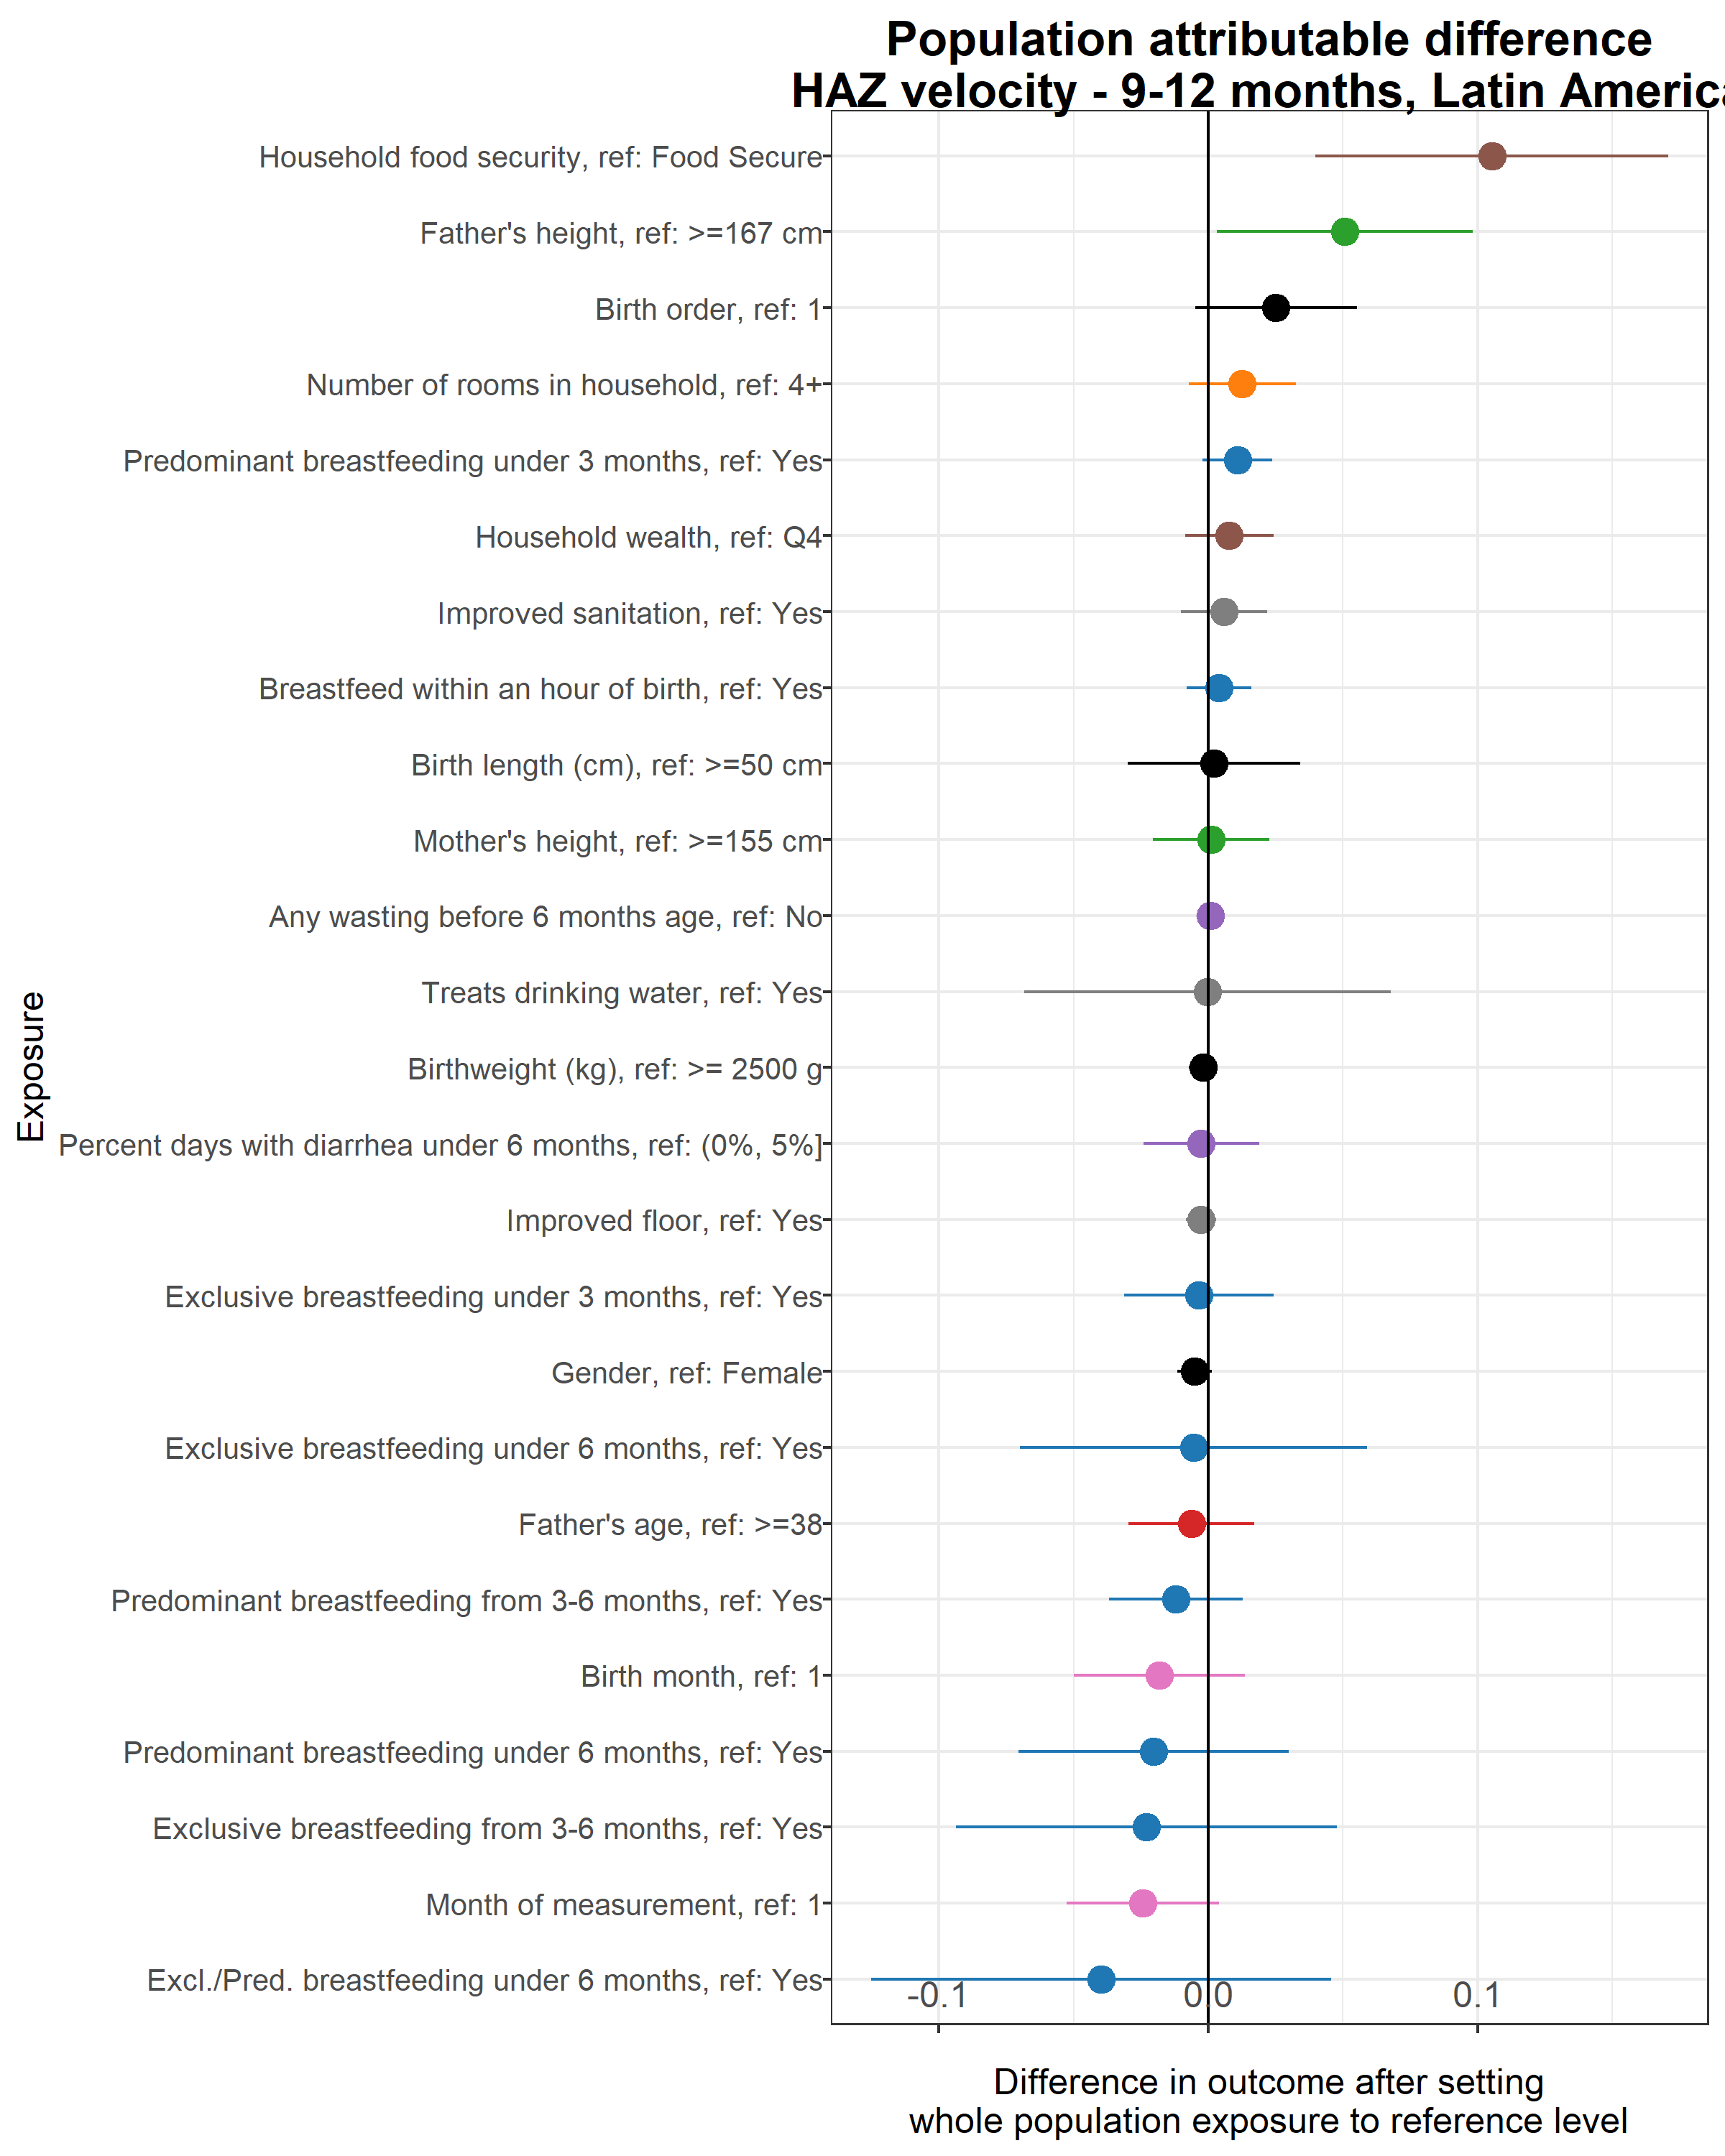 Population attributable difference
HAZ velocity - 9-12 months, Latin America
Household food security, ref: Food Secure
Father's height, ref: >=167 cm
Birth order, ref: 1
Number of rooms in household, ref: 4+
Predominant breastfeeding under 3 months, ref: Yes
Household wealth, ref: Q4
Improved sanitation, ref: Yes
Breastfeed within an hour of birth, ref: Yes
Birth length (cm), ref: >=50 cm
Mother's height, ref: >=155 cm
Any wasting before 6 months age, ref: No
Treats drinking water, ref: Yes
Birthweight (kg), ref: >= 2500 g
Percent days with diarrhea under 6 months, ref: (0%, 5%]
Improved floor, ref: Yes
Exclusive breastfeeding under 3 months, ref: Yes
Gender, ref: Female
Exclusive breastfeeding under 6 months, ref: Yes
Father's age, ref: >=38
Predominant breastfeeding from 3-6 months, ref: Yes
Birth month, ref: 1
Predominant breastfeeding under 6 months, ref: Yes
Exclusive breastfeeding from 3-6 months, ref: Yes
Month of measurement, ref: 1
Excl./Pred. breastfeeding under 6 months, ref: Yes
Exposure
-0.1 0.0 0.1
Difference in outcome after setting
whole population exposure to reference level